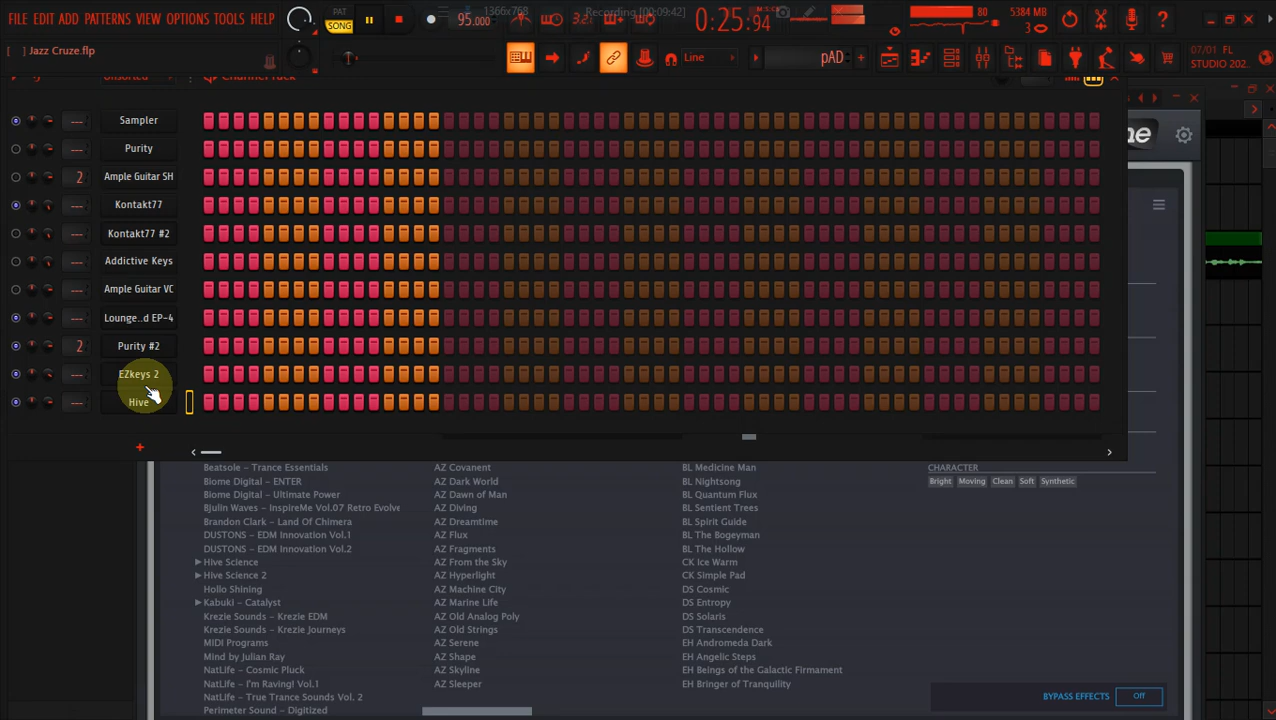 FILE EDIT ADD PATTERNS VIEW OPTIONS TOOLS HELP
PAT
SONG
95.000
1366x768
Recording [00:09:42]
3.2
0:25:94
80
5384 MB
3
Jazz Cruze.flp
Line
pAD
07/01 FL
STUDIO 202...
Unsorted
Channel rack
Sampler
Purity
2 Ample Guitar SH
Kontakt77
Kontakt77 #2
Addictive Keys
Ample Guitar VC
Lounge..d EP-4
2 Purity #2
EZkeys 2
Hive
Beatsole - Trance Essentials
Biome Digital - ENTER
Biome Digital - Ultimate Power
Bjulin Waves - InspireMe Vol.07 Retro Evolve
Brandon Clark - Land Of Chimera
DUSTONS - EDM Innovation Vol.1
DUSTONS - EDM Innovation Vol.2
Hive Science
Hive Science 2
Hollo Shining
Kabuki - Catalyst
Krezie Sounds - Krezie EDM
Krezie Sounds - Krezie Journeys
MIDI Programs
Mind by Julian Ray
NatLife - Cosmic Pluck
NatLife - I'm Raving! Vol.1
NatLife - True Trance Sounds Vol. 2
Perimeter Sound - Digitized
AZ Covenant
AZ Dark World
AZ Dawn of Man
AZ Diving
AZ Dreamtime
AZ Flux
AZ Fragments
AZ From the Sky
AZ Hyperlight
AZ Machine City
AZ Marine Life
AZ Old Analog Poly
AZ Old Strings
AZ Serene
AZ Shape
AZ Skyline
AZ Sleeper
BL Medicine Man
BL Nightsong
BL Quantum Flux
BL Sentient Trees
BL Spirit Guide
BL The Bogeyman
BL The Hollow
CK Ice Warm
CK Simple Pad
DS Cosmic
DS Entropy
DS Solaris
DS Transcendence
EH Andromeda Dark
EH Angelic Steps
EH Beings of the Galactic Firmament
EH Bringer of Tranquility
CHARACTER
Bright Moving Clean Soft Synthetic
BYPASS EFFECTS Off